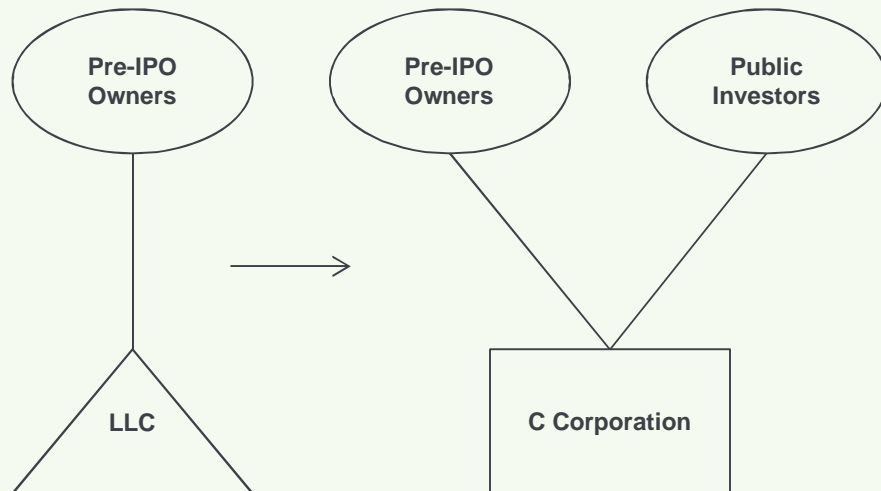 Pre-IPO
Owners
Pre-IPO
Owners
Public
Investors
LLC
C Corporation